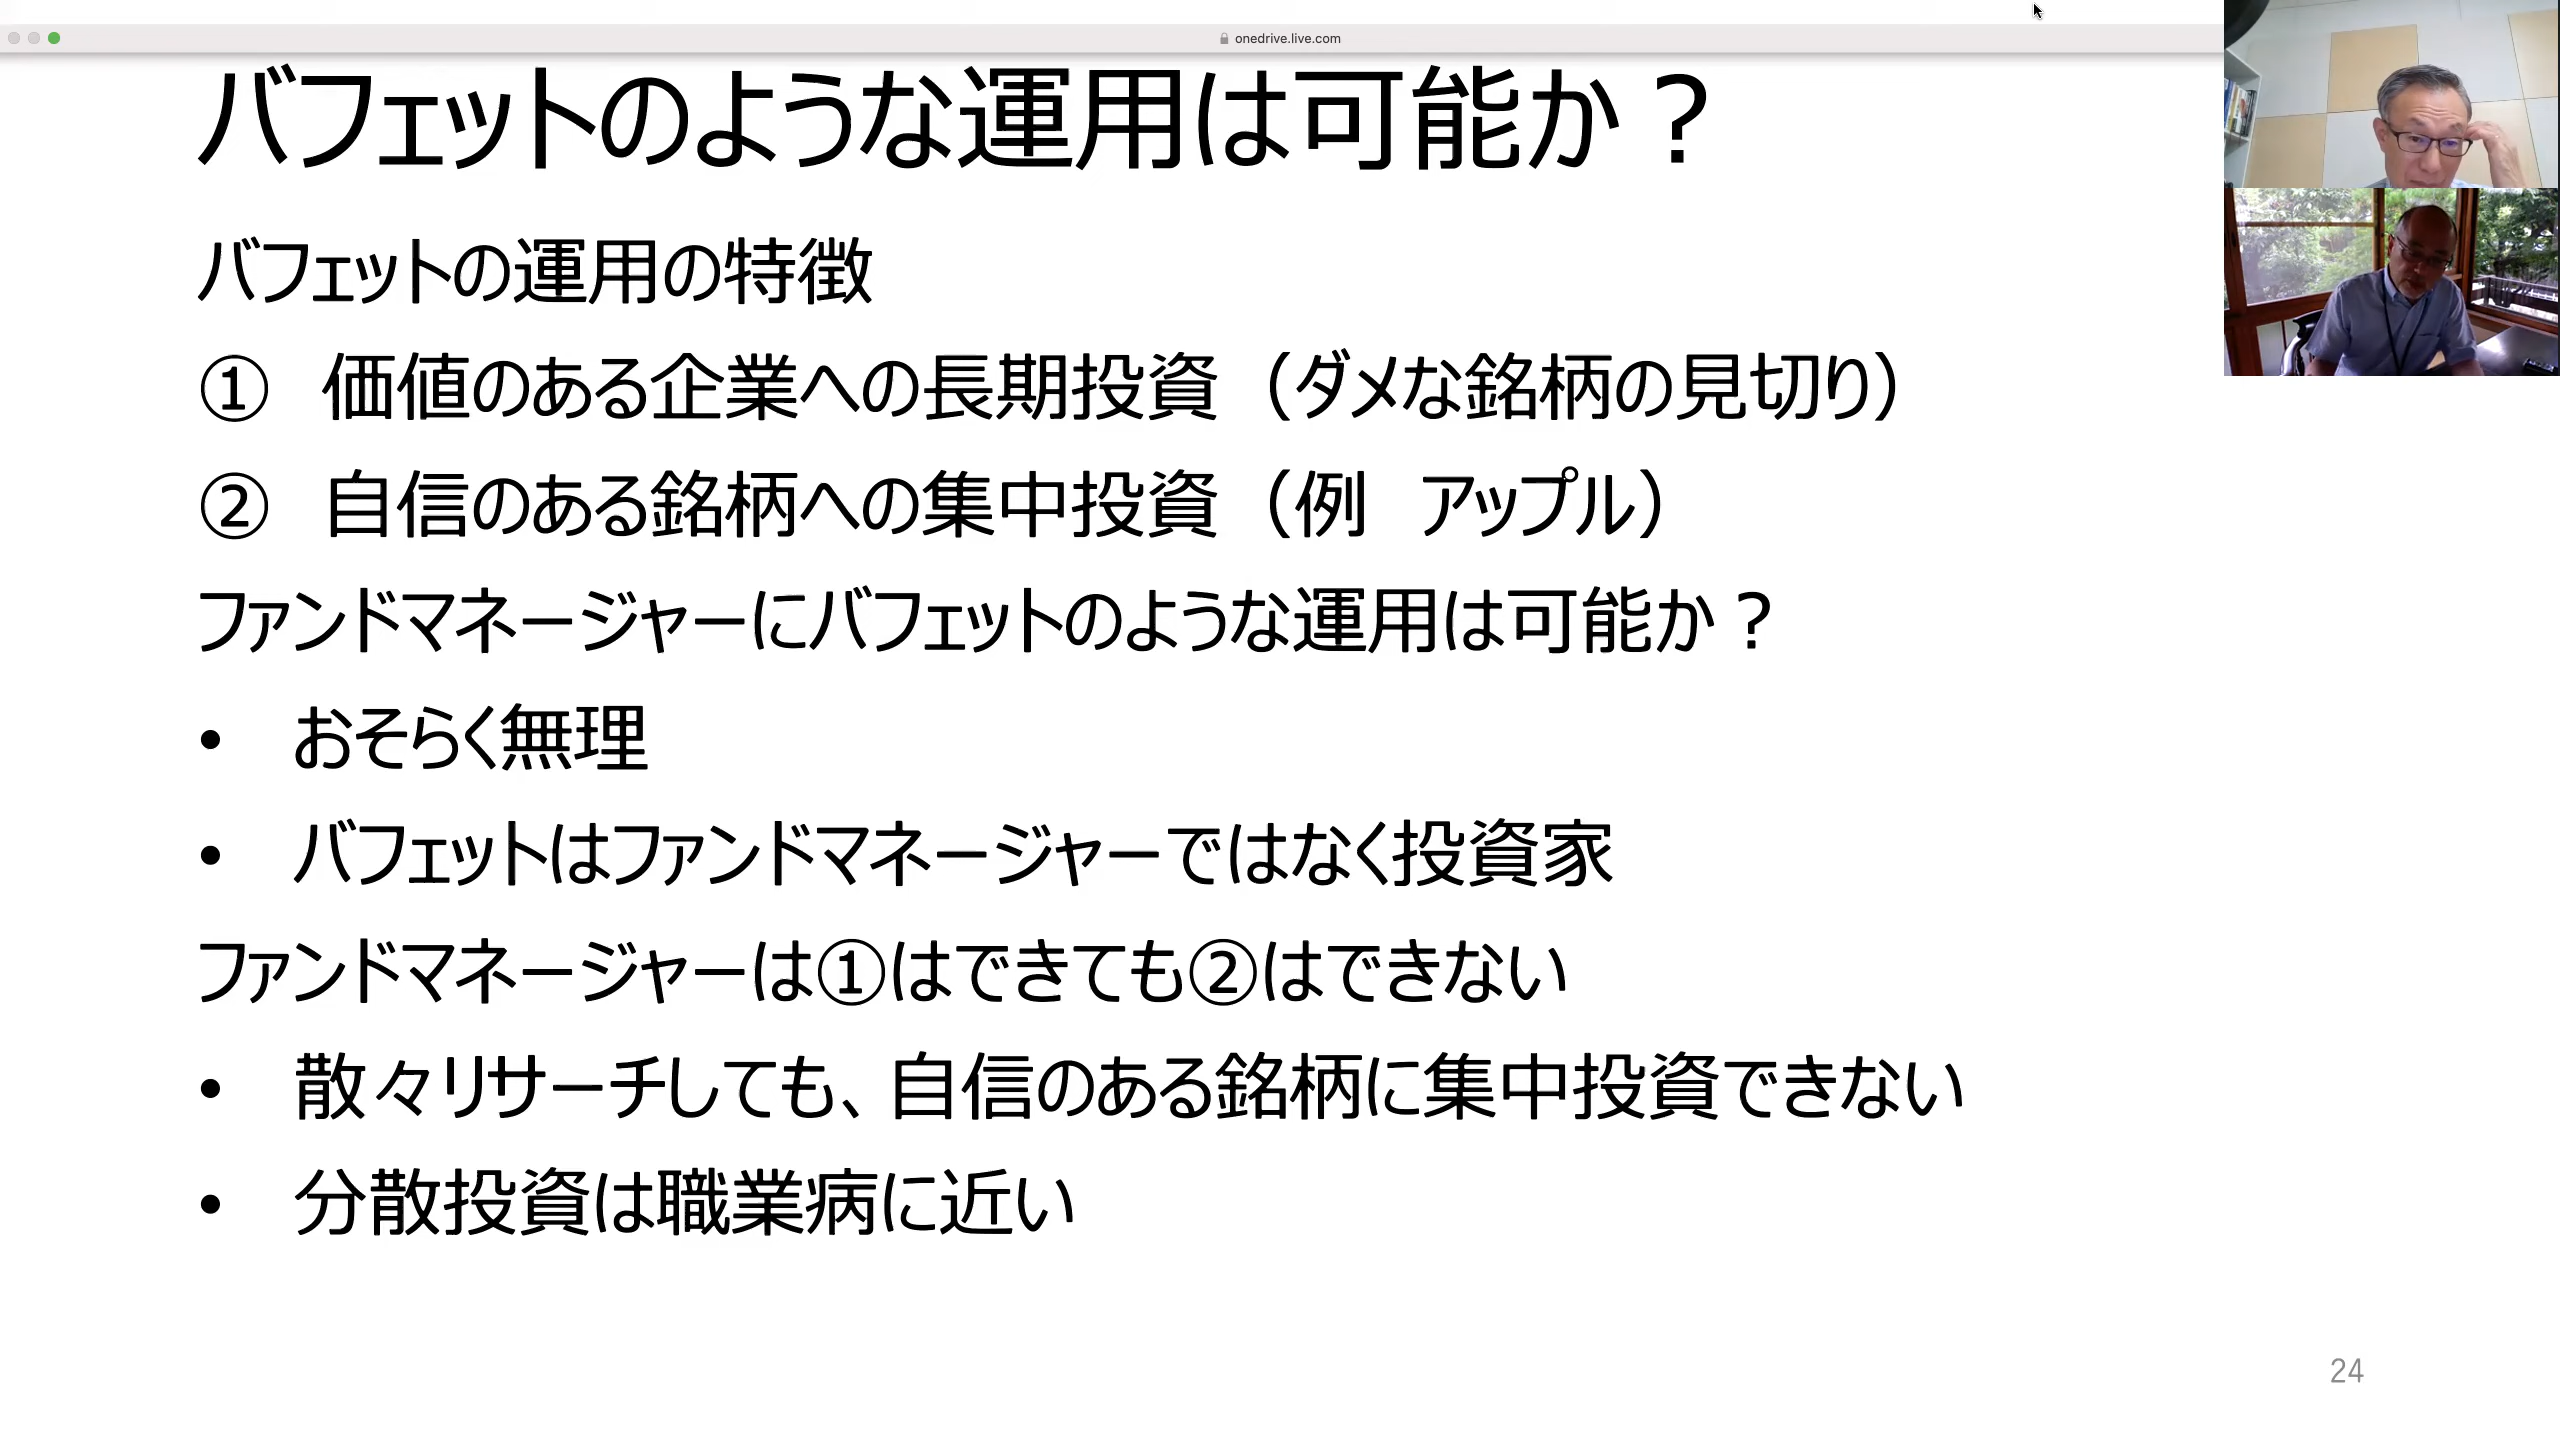 onedrive.live.com
バフェットのような運用は可能か？
バフェットの運用の特徴
① 価値のある企業への長期投資（ダメな銘柄の見切り）
② 自信のある銘柄への集中投資（例　アップル）
ファンドマネージャーにバフェットのような運用は可能か？
• おそらく無理
• バフェットはファンドマネージャーではなく投資家
ファンドマネージャーは①はできても②はできない
• 散々リサーチしても、自信のある銘柄に集中投資できない
• 分散投資は職業病に近い
24